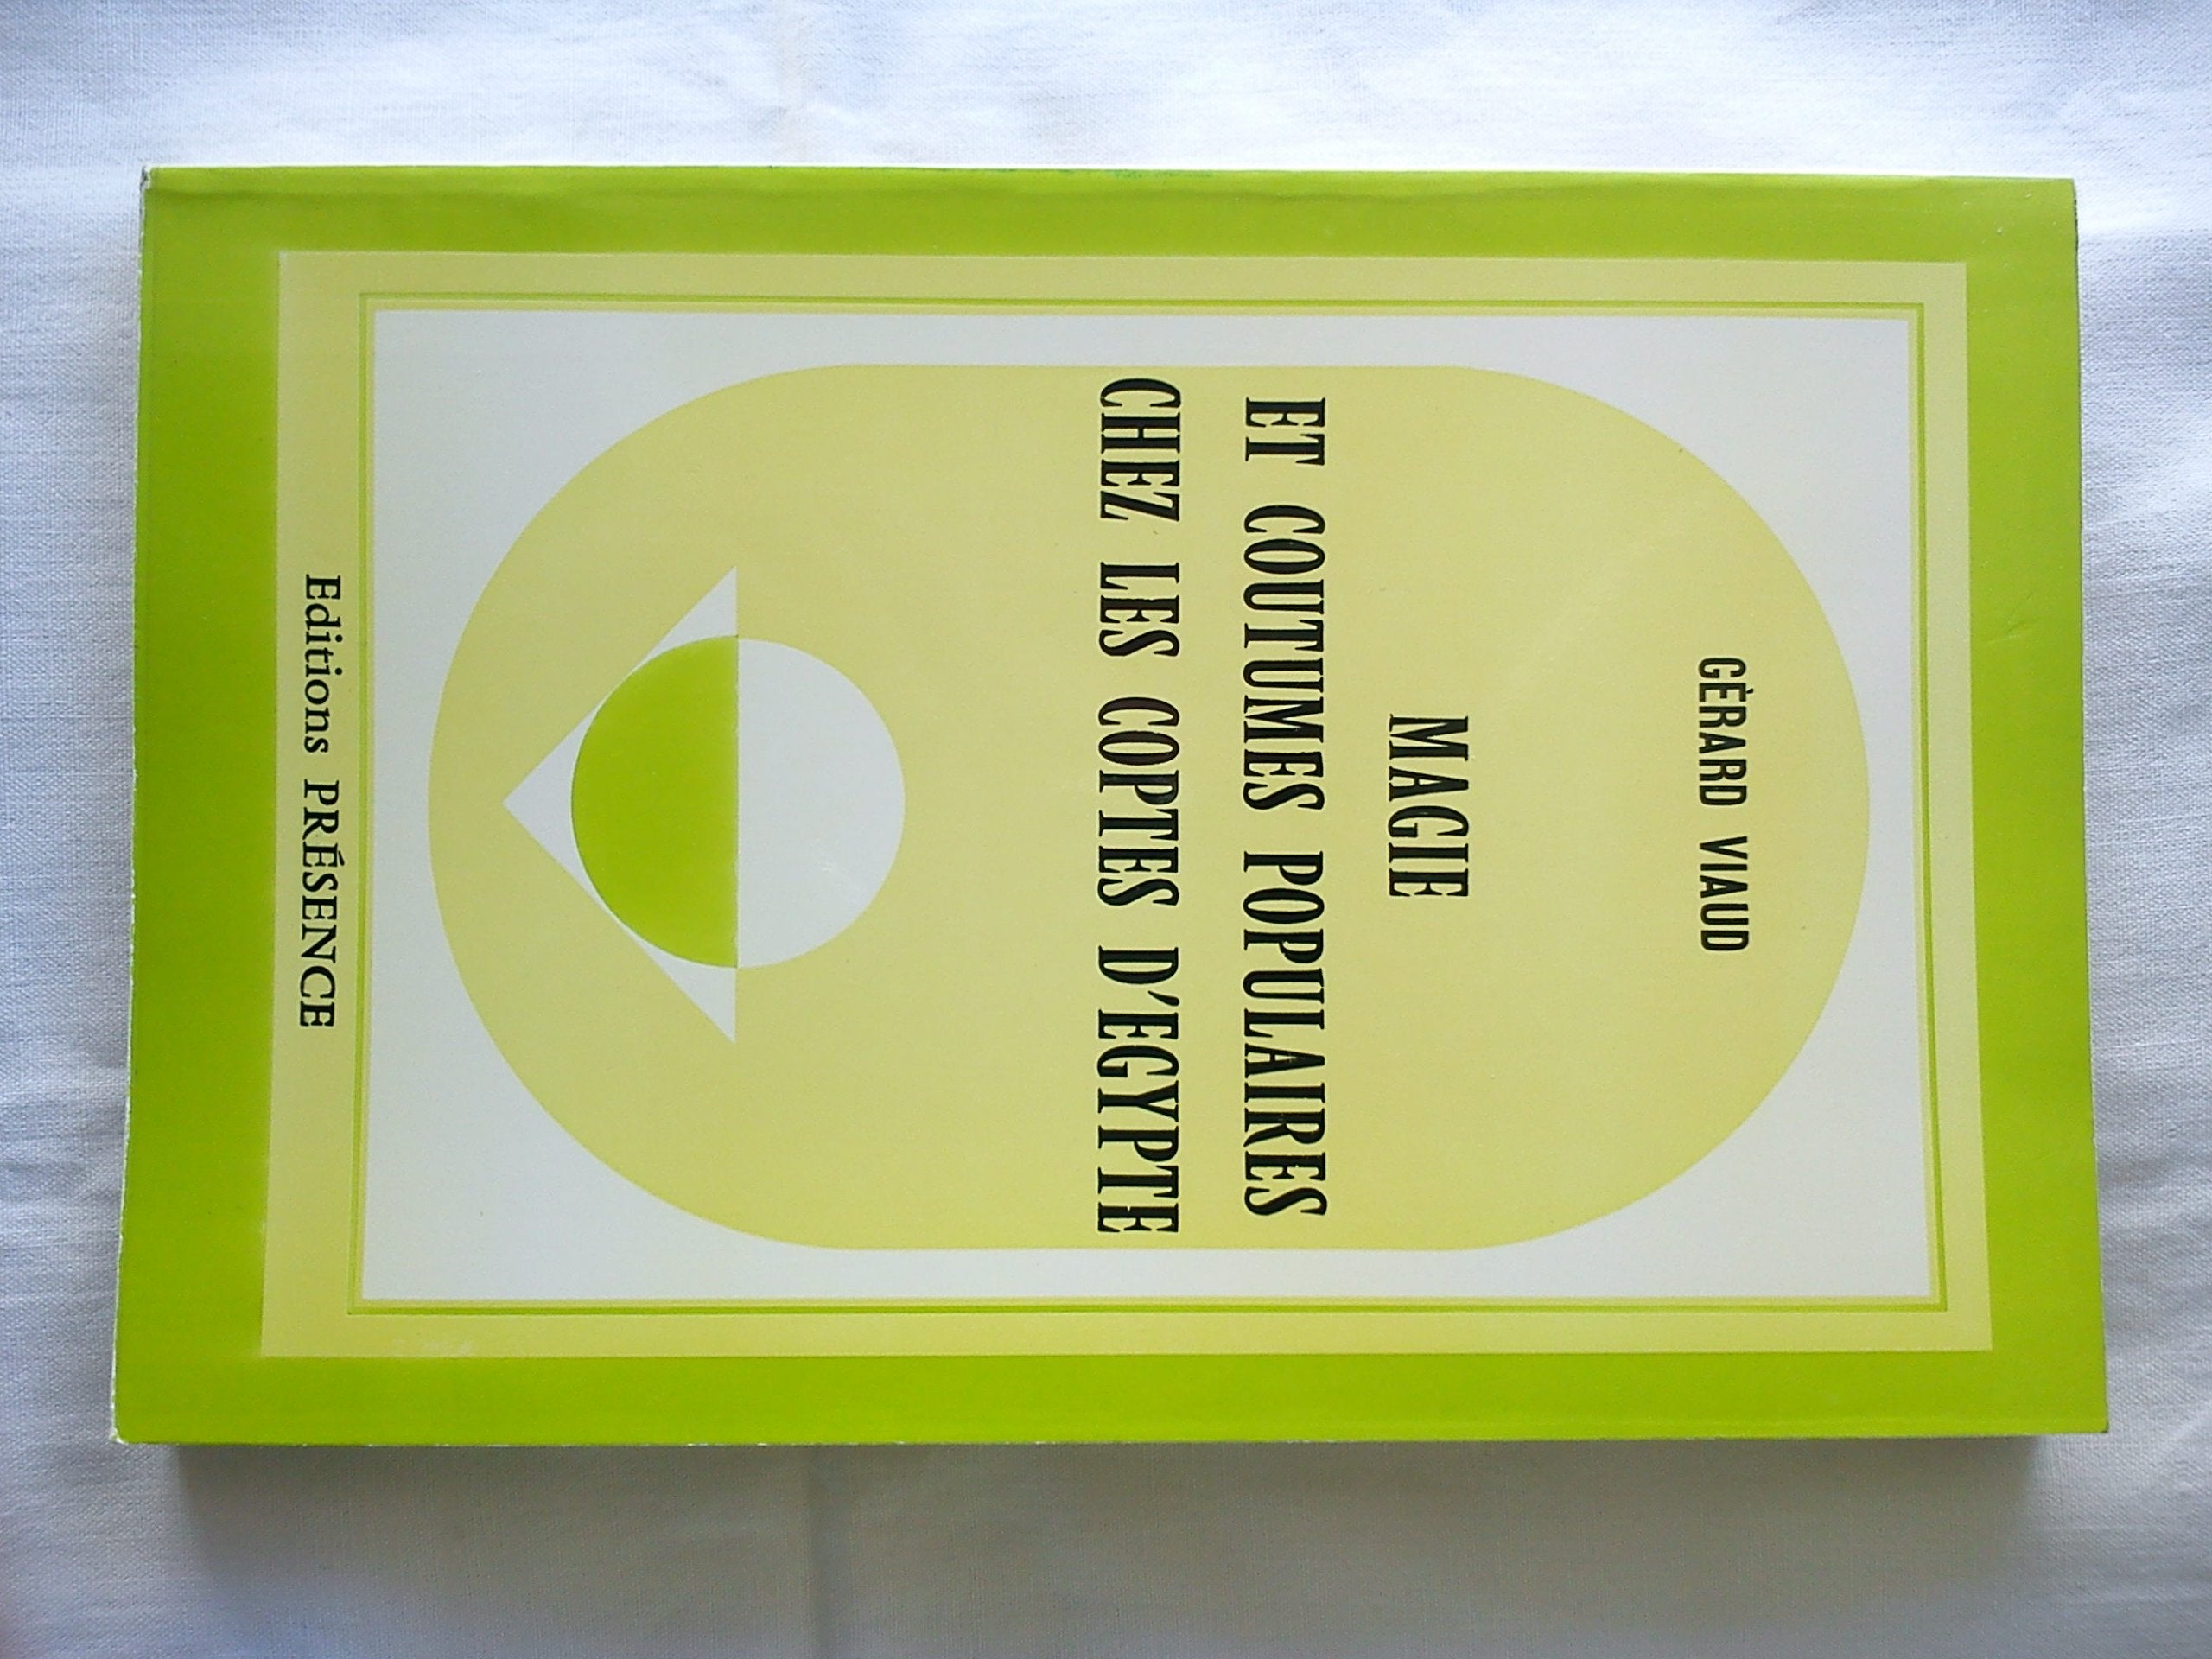 GÉRARD VIAUD
MAGIE
ET COUTUMES POPULAIRES
CHEZ LES COPTES D'EGYPTE
Editions PRÉSENCE